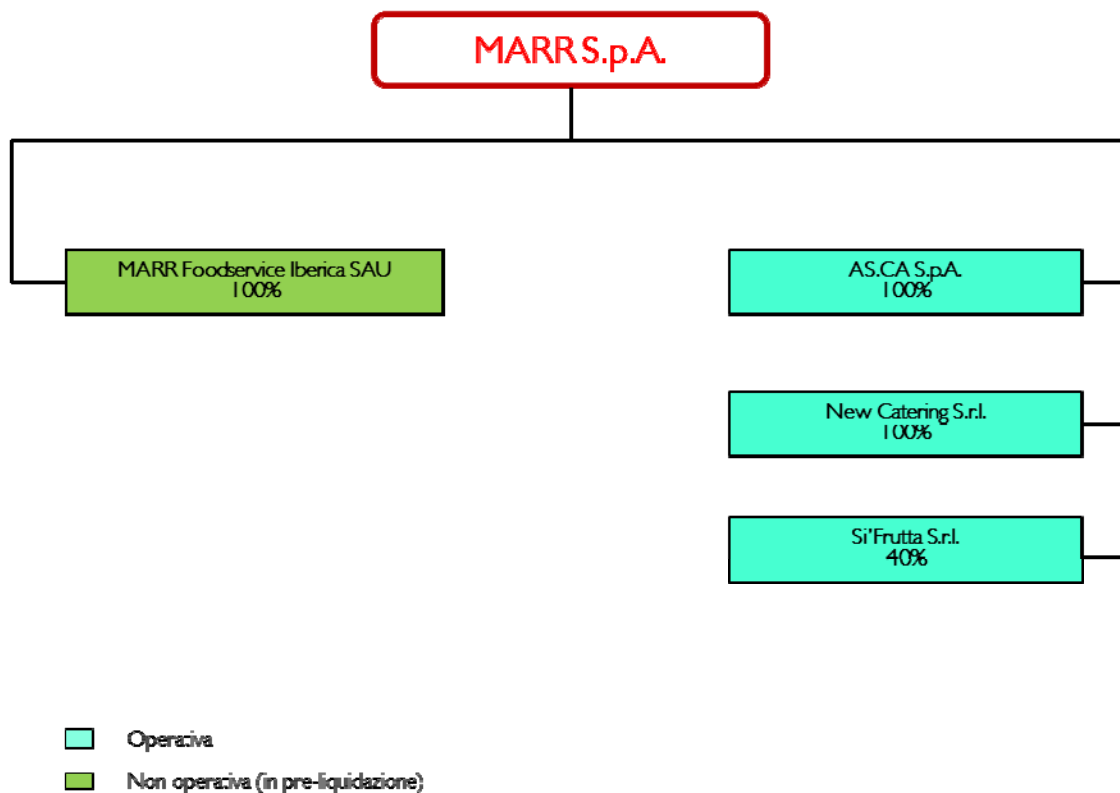 MARR S.p.A.
MARR Foodservice Iberica SAU
100%
AS.CA S.p.A.
100%
New Catering S.r.l.
100%
Si'Frutta S.r.l.
40%
Operativa
Non operativa (in pre-liquidazione)